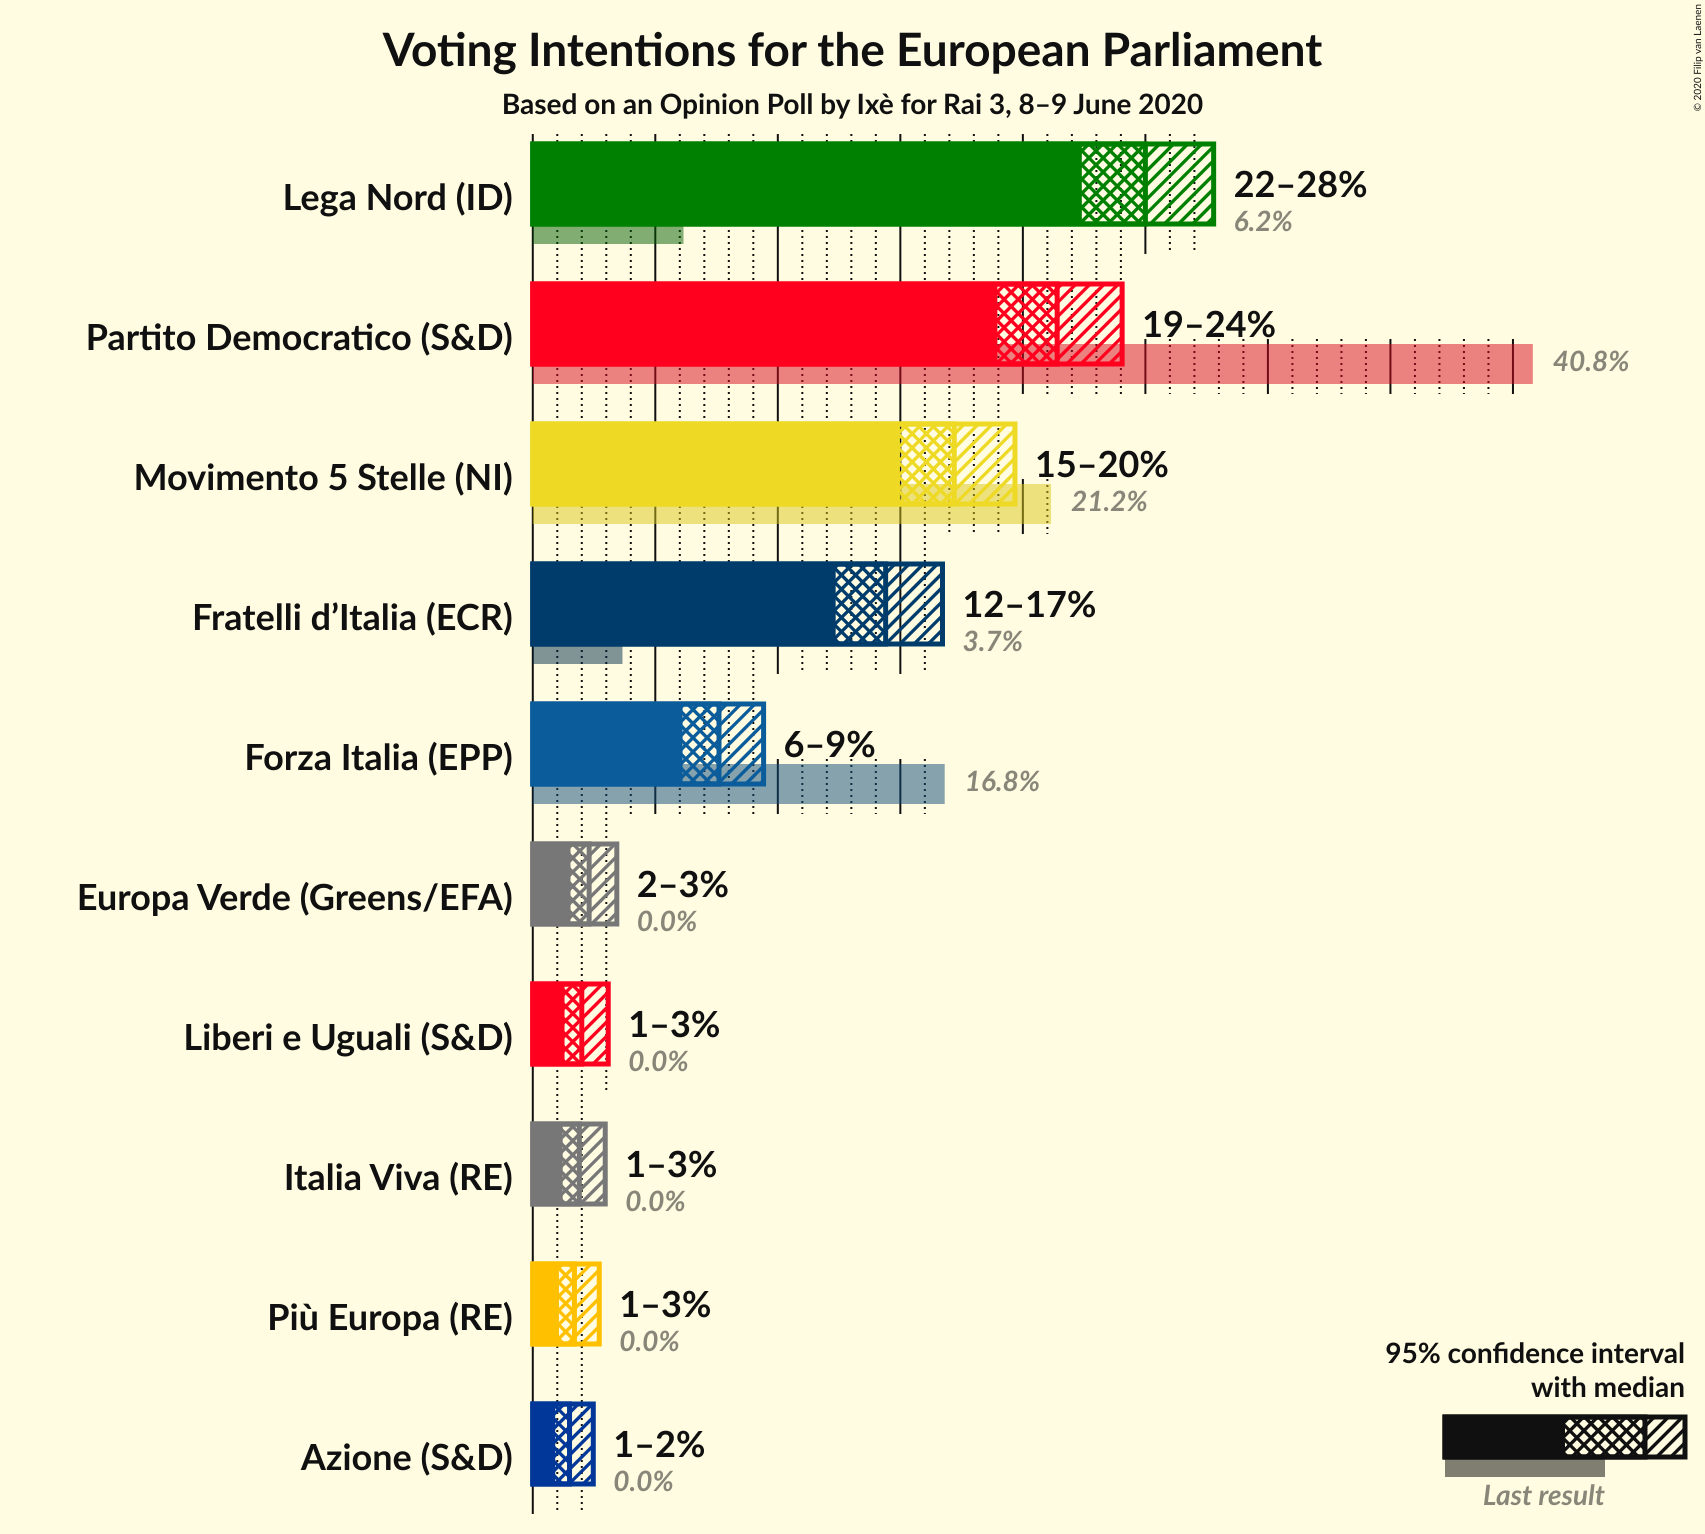 Voting Intentions for the European Parliament
Based on an Opinion Poll by Ixè for Rai 3, 8–9 June 2020
© 2020 Filip van Laenen
Lega Nord (ID)
22–28%
6.2%
Partito Democratico (S&D)
19–24%
40.8%
Movimento 5 Stelle (NI)
15–20%
21.2%
Fratelli d’Italia (ECR)
12–17%
3.7%
Forza Italia (EPP)
6–9%
16.8%
Europa Verde (Greens/EFA)
2–3%
0.0%
Liberi e Uguali (S&D)
1–3%
0.0%
Italia Viva (RE)
1–3%
0.0%
Più Europa (RE)
1–3%
0.0%
Azione (S&D)
1–2%
0.0%
95% confidence interval
with median
Last result